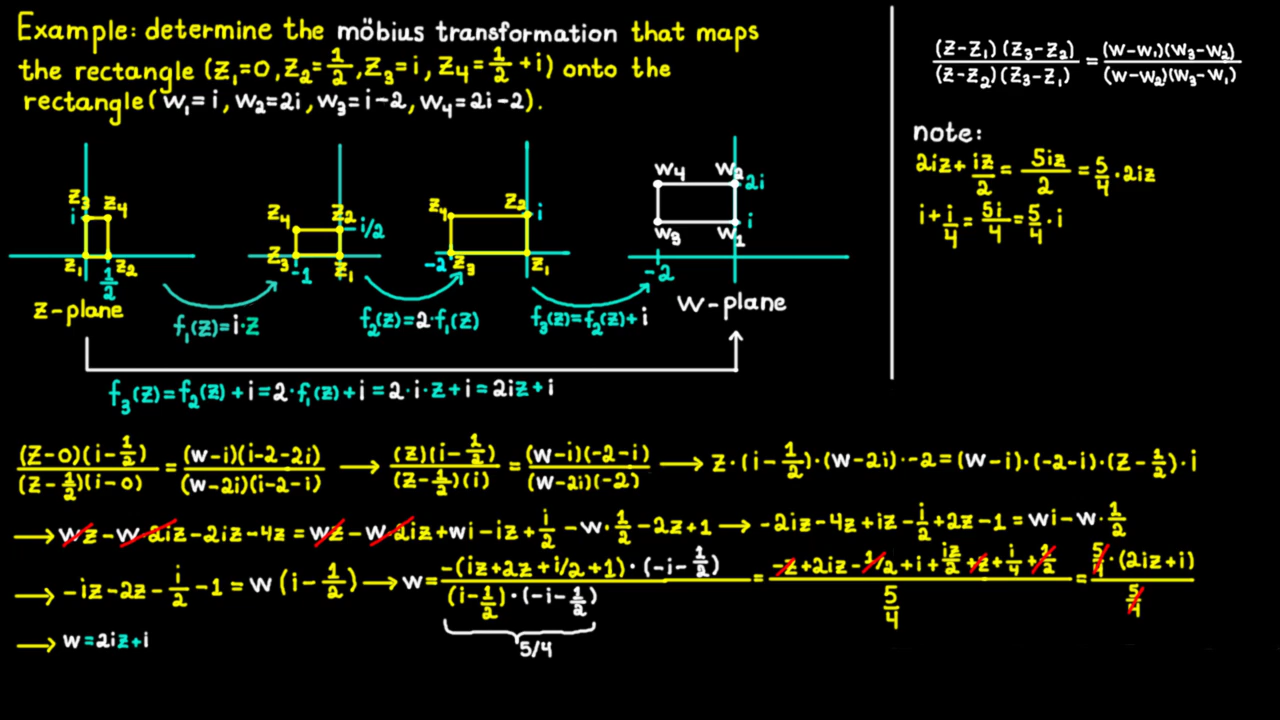 Example: determine the möbius transformation that maps
the rectangle (z₁=0, z₂=1/2, z₃=i, z₄=1/2+i) onto the
rectangle (w₁=i, w₂=2i, w₃=i-2, w₄=2i-2).
z₃ z₄
i
z₁ 1/2 z₂
z-plane
z₄ z₂ i/2
z₃ -1 z₁
z₄ z₂ i
-2 z₃ z₁
w₄ w₂ 2i
w₃ w₁ i
-2
w-plane
f₁(z)=i·z
f₂(z)=2·f₁(z)
f₃(z)=f₂(z)+i
f₃(z)=f₂(z)+i=2·f₁(z)+i=2·i·z+i=2iz+i
(z-z₁)(z₃-z₂)/(z-z₂)(z₃-z₁) = (w-w₁)(w₃-w₂)/(w-w₂)(w₃-w₁)
note:
2iz+iz/2=5iz/2=5/4·2iz
i+i/4=5i/4=5/4·i
(z-0)(i-1/2)/(z-1/2)(i-0) = (w-i)(i-2-2i)/(w-2i)(i-2-i) → (z)(i-1/2)/(z-1/2)(i) = (w-i)(-2-i)/(w-2i)(-2) → z·(i-1/2)·(w-2i)·-2=(w-i)·(-2-i)·(z-1/2)·i
→ wz-w·2iz-2iz-4z=wz-w·2iz+wi-iz+i/2-w·1/2-2z+1 → -2iz-4z+iz-i/2+2z-1=wi-w·1/2
→ -iz-2z-i/2-1=w(i-1/2) → w=-(iz+2z+i/2+1)·(-i-1/2)/(i-1/2)·(-i-1/2) = -z+2iz-1/2+i+iz/2+z+i/4+1/2/5/4 = 5/4·(2iz+i)/5/4
5/4
→ w=2iz+i